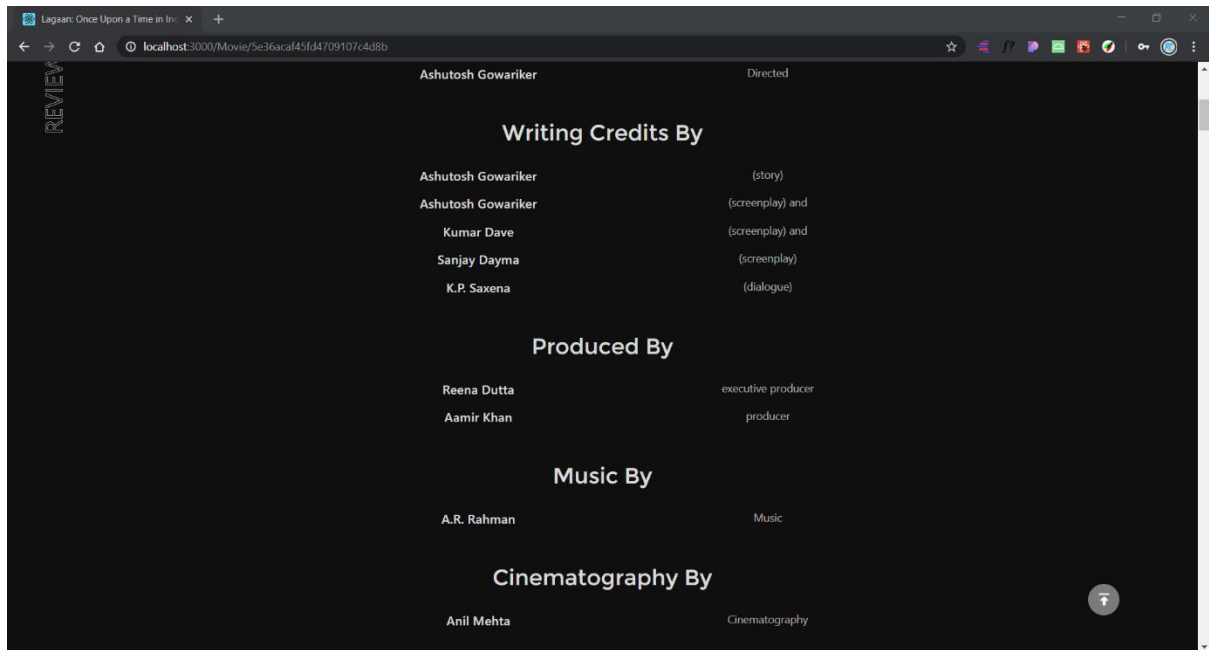 Lagaan: Once Upon a Time in Inc
localhost:3000/Movie/5e36acaf45fd4709107c4d8b
f?
REVIEW
Ashutosh Gowariker Directed
Writing Credits By
Ashutosh Gowariker (story)
Ashutosh Gowariker (screenplay) and
Kumar Dave (screenplay) and
Sanjay Dayma (screenplay)
K.P. Saxena (dialogue)
Produced By
Reena Dutta executive producer
Aamir Khan producer
Music By
A.R. Rahman Music
Cinematography By
Anil Mehta Cinematography